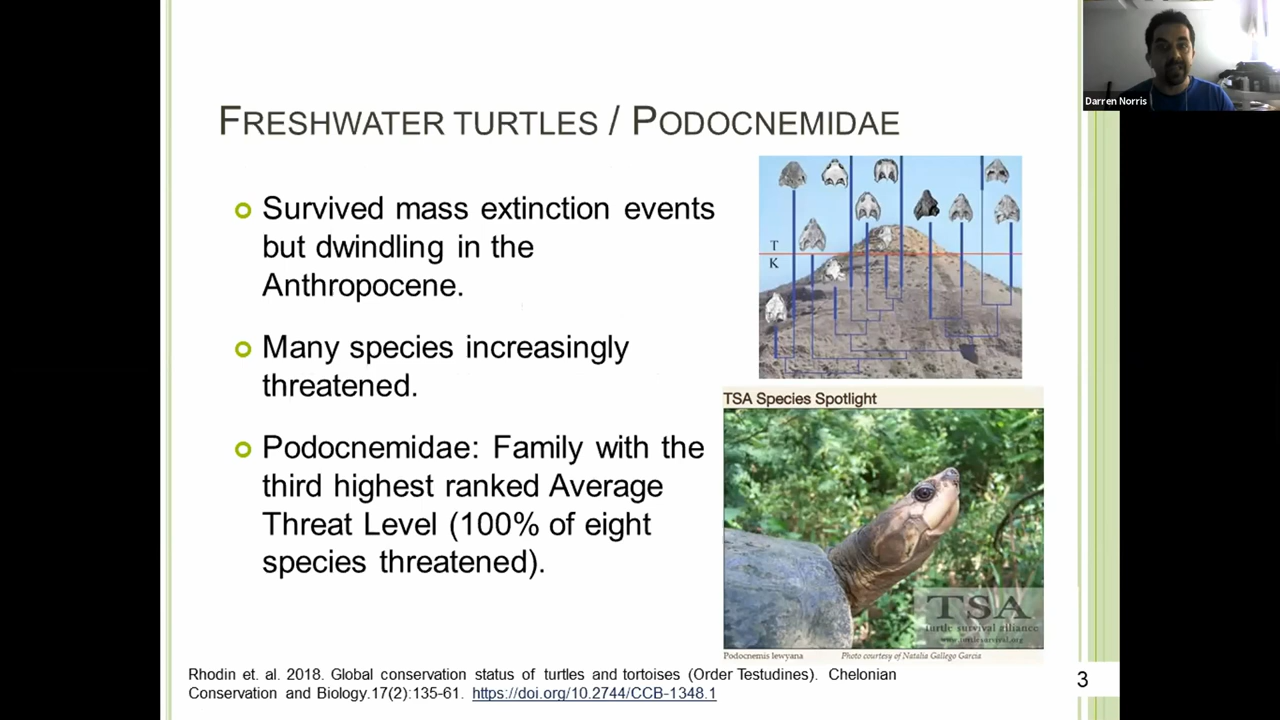 Darren Norris
FRESHWATER TURTLES / PODOCNEMIDAE
Survived mass extinction events
but dwindling in the
Anthropocene.
Many species increasingly
threatened.
Podocnemidae: Family with the
third highest ranked Average
Threat Level (100% of eight
species threatened).
T
K
TSA Species Spotlight
TSA
turtle survival alliance
www.turtlesurvival.org
Podocnemis lewyana Photo courtesy of Natalia Gallego Garcia
Rhodin et. al. 2018. Global conservation status of turtles and tortoises (Order Testudines). Chelonian
Conservation and Biology.17(2):135-61. https://doi.org/10.2744/CCB-1348.1
3